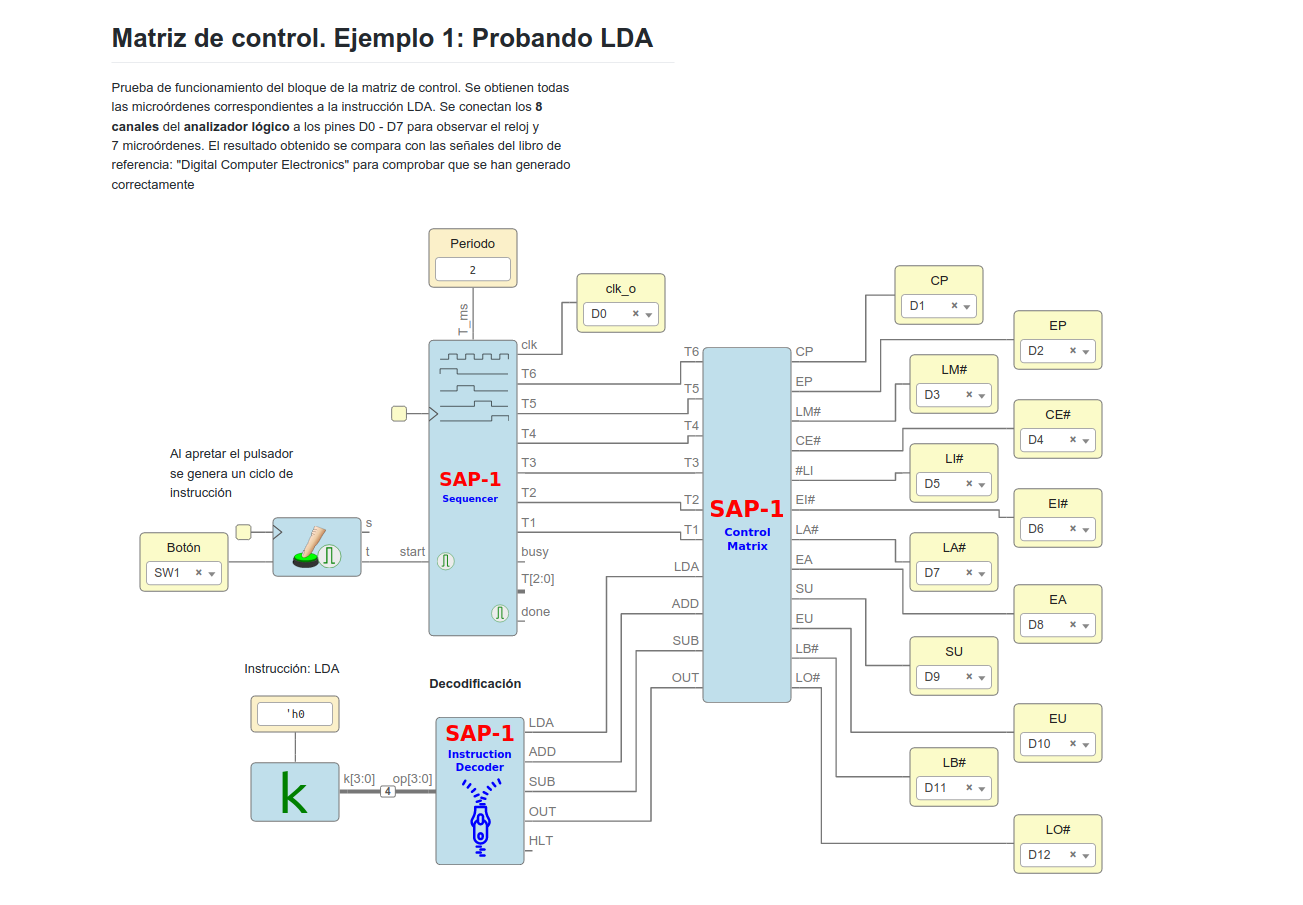 Matriz de control. Ejemplo 1: Probando LDA
Prueba de funcionamiento del bloque de la matriz de control. Se obtienen todas
las microórdenes correspondientes a la instrucción LDA. Se conectan los 8
canales del analizador lógico a los pines D0 - D7 para observar el reloj y
7 microórdenes. El resultado obtenido se compara con las señales del libro de
referencia: "Digital Computer Electronics" para comprobar que se han generado
correctamente
Periodo
2
T_ms
clk_o
D0
clk
T6
T5
T4
T3
T2
T1
busy
T[2:0]
done
start
SAP-1
Sequencer
Al apretar el pulsador
se genera un ciclo de
instrucción
Botón
SW1
s
t
T6
T5
T4
T3
T2
T1
LDA
ADD
SUB
OUT
SAP-1
Control
Matrix
CP
EP
LM#
CE#
#LI
EI#
LA#
EA
SU
EU
LB#
LO#
CP
D1
EP
D2
LM#
D3
CE#
D4
LI#
D5
EI#
D6
LA#
D7
EA
D8
SU
D9
EU
D10
LB#
D11
LO#
D12
Instrucción: LDA
'h0
k
k[3:0]
4
op[3:0]
Decodificación
SAP-1
Instruction
Decoder
LDA
ADD
SUB
OUT
HLT